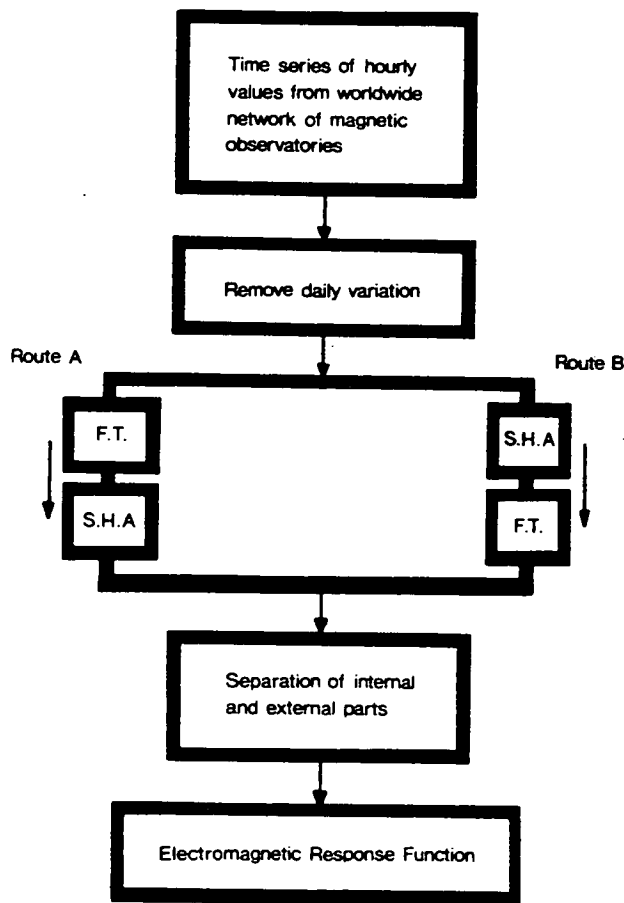 Time series of hourly
values from worldwide
network of magnetic
observatories
Remove daily variation
Route A
Route B
F.T.
S.H.A
S.H.A
F.T.
Separation of internal
and external parts
Electromagnetic Response Function